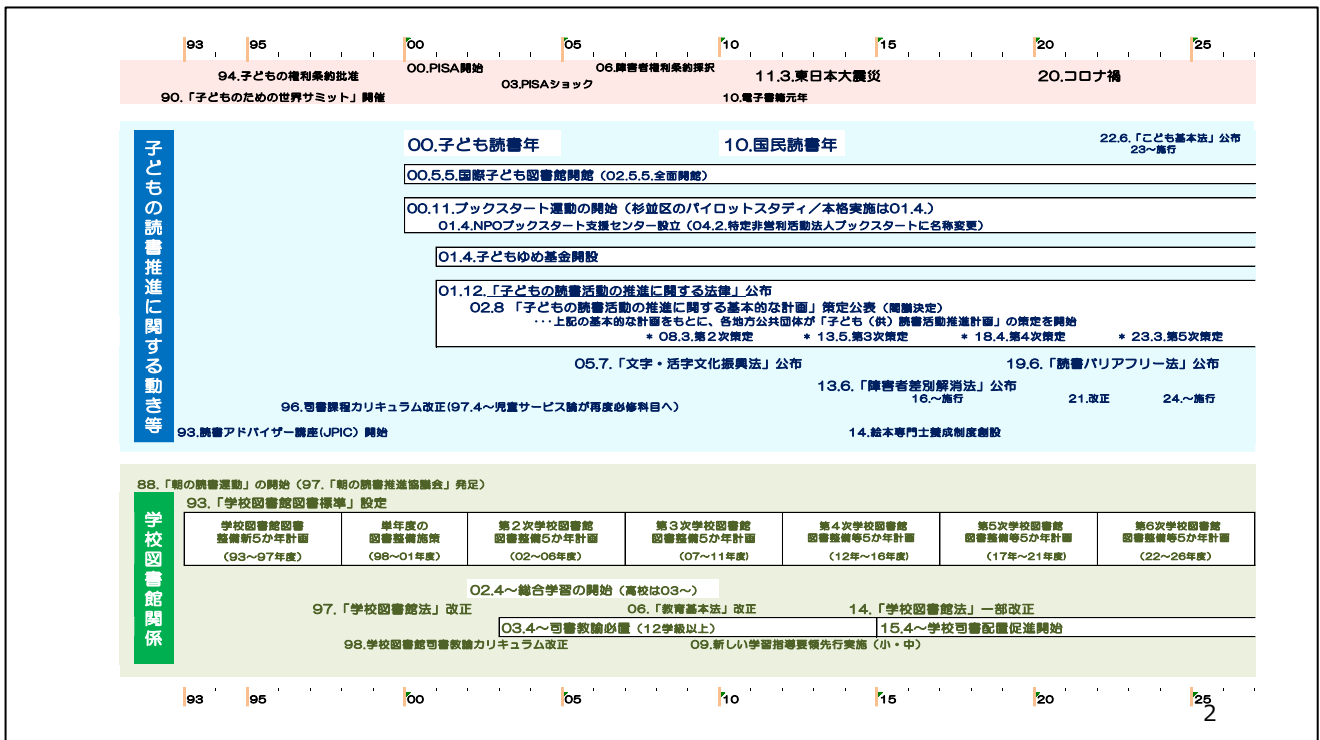 93 95 00 05 10 15 20 25
94.子どもの権利条約批准
00.PISA開始
03.PISAショック
06.障害者権利条約採択
11.3.東日本大震災
20.コロナ禍
90.「子どものための世界サミット」開催
10.電子書籍元年
子どもの読書推進に関する動き等
00.子ども読書年
10.国民読書年
22.6.「こども基本法」公布
23~施行
00.5.5.国際子ども図書館開館(02.5.5.全面開館)
00.11.ブックスタート運動の開始(杉並区のパイロットスタディ/本格実施は01.4.)
01.4.NPOブックスタート支援センター設立(04.2.特定非営利活動法人ブックスタートに名称変更)
01.4.子どもゆめ基金開設
01.12.「子どもの読書活動の推進に関する法律」公布
02.8 「子どもの読書活動の推進に関する基本的な計画」策定公表(閣議決定)
・・・上記の基本的な計画をもとに、各地方公共団体が「子ども(供)読書活動推進計画」の策定を開始
* 08.3.第2次策定 * 13.5.第3次策定 * 18.4.第4次策定 * 23.3.第5次策定
05.7.「文字・活字文化振興法」公布
19.6.「読書バリアフリー法」公布
13.6.「障害者差別解消法」公布
16.~施行 21.改正 24.~施行
96.司書課程カリキュラム改正(97.4~児童サービス論が再度必修科目へ)
93.読書アドバイザー講座(JPIC)開始
14.絵本専門士養成制度創設
88.「朝の読書運動」の開始(97.「朝の読書推進協議会」発足)
学校図書館関係
93.「学校図書館図書標準」設定
学校図書館図書
整備新5か年計画
(93~97年度)
単年度の
図書整備施策
(98~01年度)
第2次学校図書館
図書整備5か年計画
(02~06年度)
第3次学校図書館
図書整備5か年計画
(07~11年度)
第4次学校図書館
図書整備等5か年計画
(12年~16年度)
第5次学校図書館
図書整備等5か年計画
(17年~21年度)
第6次学校図書館
図書整備等5か年計画
(22~26年度)
02.4~総合学習の開始(高校は03~)
97.「学校図書館法」改正
06.「教育基本法」改正
14.「学校図書館法」一部改正
03.4~司書教諭必置(12学級以上)
15.4~学校司書配置促進開始
98.学校図書館司書教諭カリキュラム改正
09.新しい学習指導要領先行実施(小・中)
93 95 00 05 10 15 20 25
2